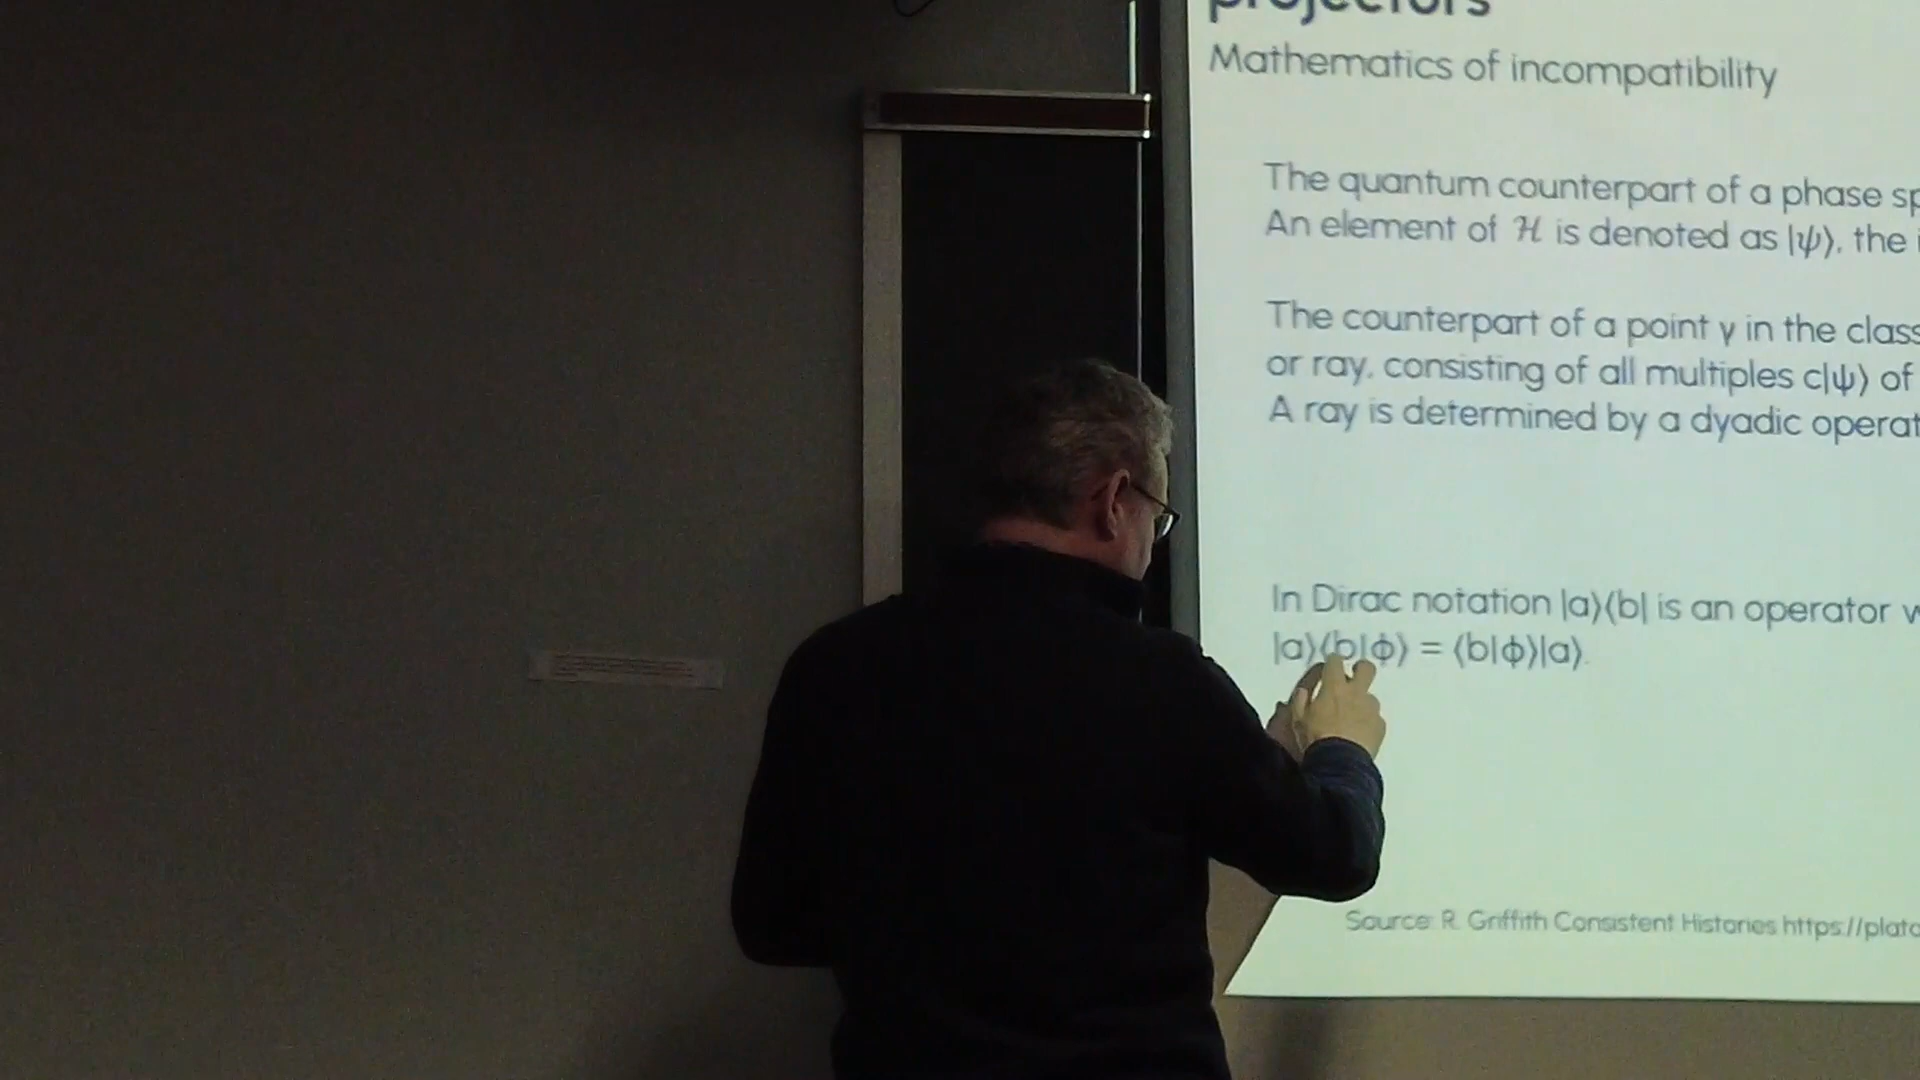 projectors
Mathematics of incompatibility
The quantum counterpart of a phase sp
An element of ℋ is denoted as |ψ⟩, the i
The counterpart of a point γ in the class
or ray, consisting of all multiples c|ψ⟩ of
A ray is determined by a dyadic operat
In Dirac notation |a⟩⟨b| is an operator w
|a⟩⟨b|ϕ⟩ = ⟨b|ϕ⟩|a⟩.
Source: R. Griffith Consistent Histories https://plato